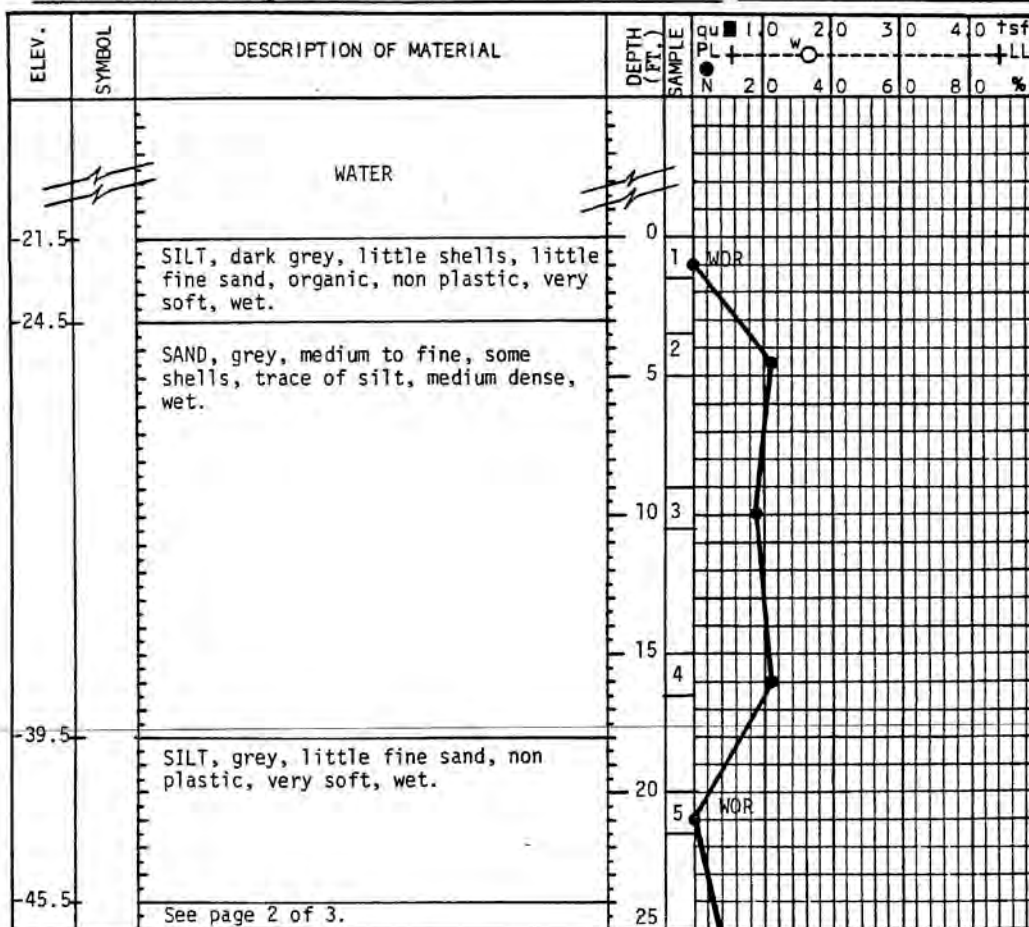 ELEV.
SYMBOL
DESCRIPTION OF MATERIAL
DEPTH (FT.)
SAMPLE
qu 1.0 2.0 3.0 4.0 tsf
PL W LL
N 20 40 60 80 %
WATER
-21.5
0
SILT, dark grey, little shells, little
fine sand, organic, non plastic, very
soft, wet.
1 WOR
-24.5
SAND, grey, medium to fine, some
shells, trace of silt, medium dense,
wet.
2
5
10 3
15
4
-39.5
SILT, grey, little fine sand, non
plastic, very soft, wet.
20
5 WOR
-45.5
See page 2 of 3.
25